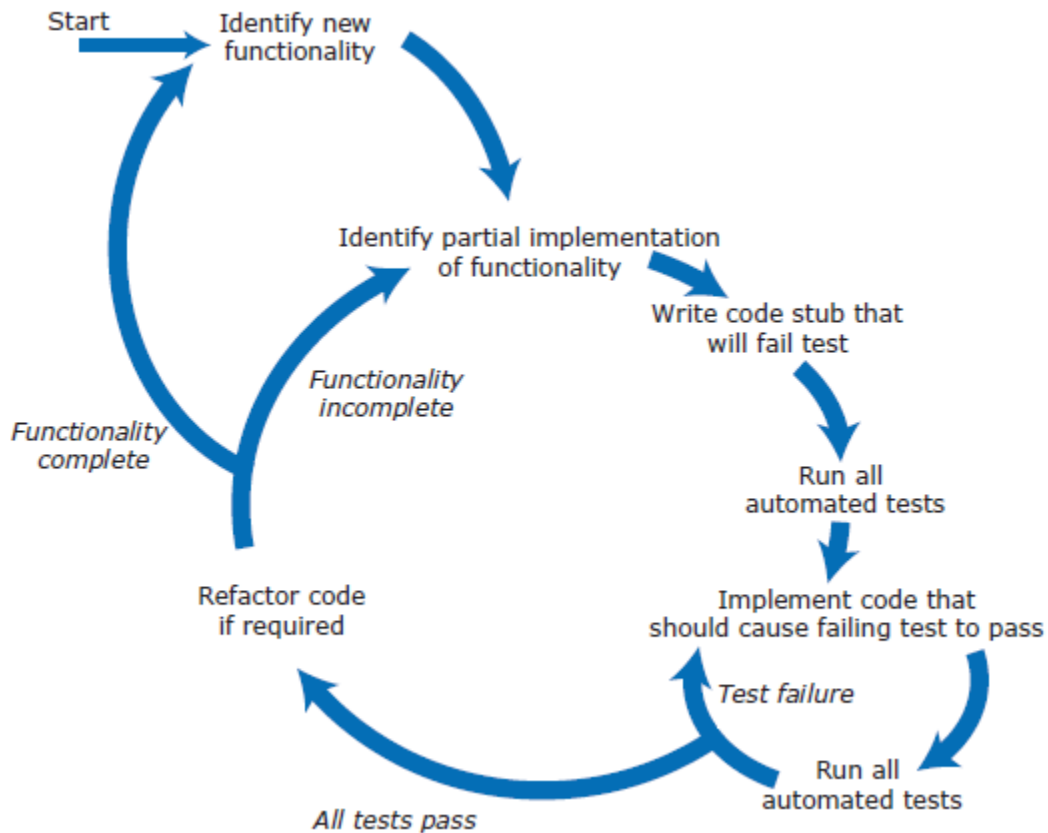 Start
Identify new
functionality
Identify partial implementation
of functionality
Write code stub that
will fail test
Functionality
incomplete
Functionality
complete
Run all
automated tests
Refactor code
if required
Implement code that
should cause failing test to pass
Test failure
Run all
automated tests
All tests pass